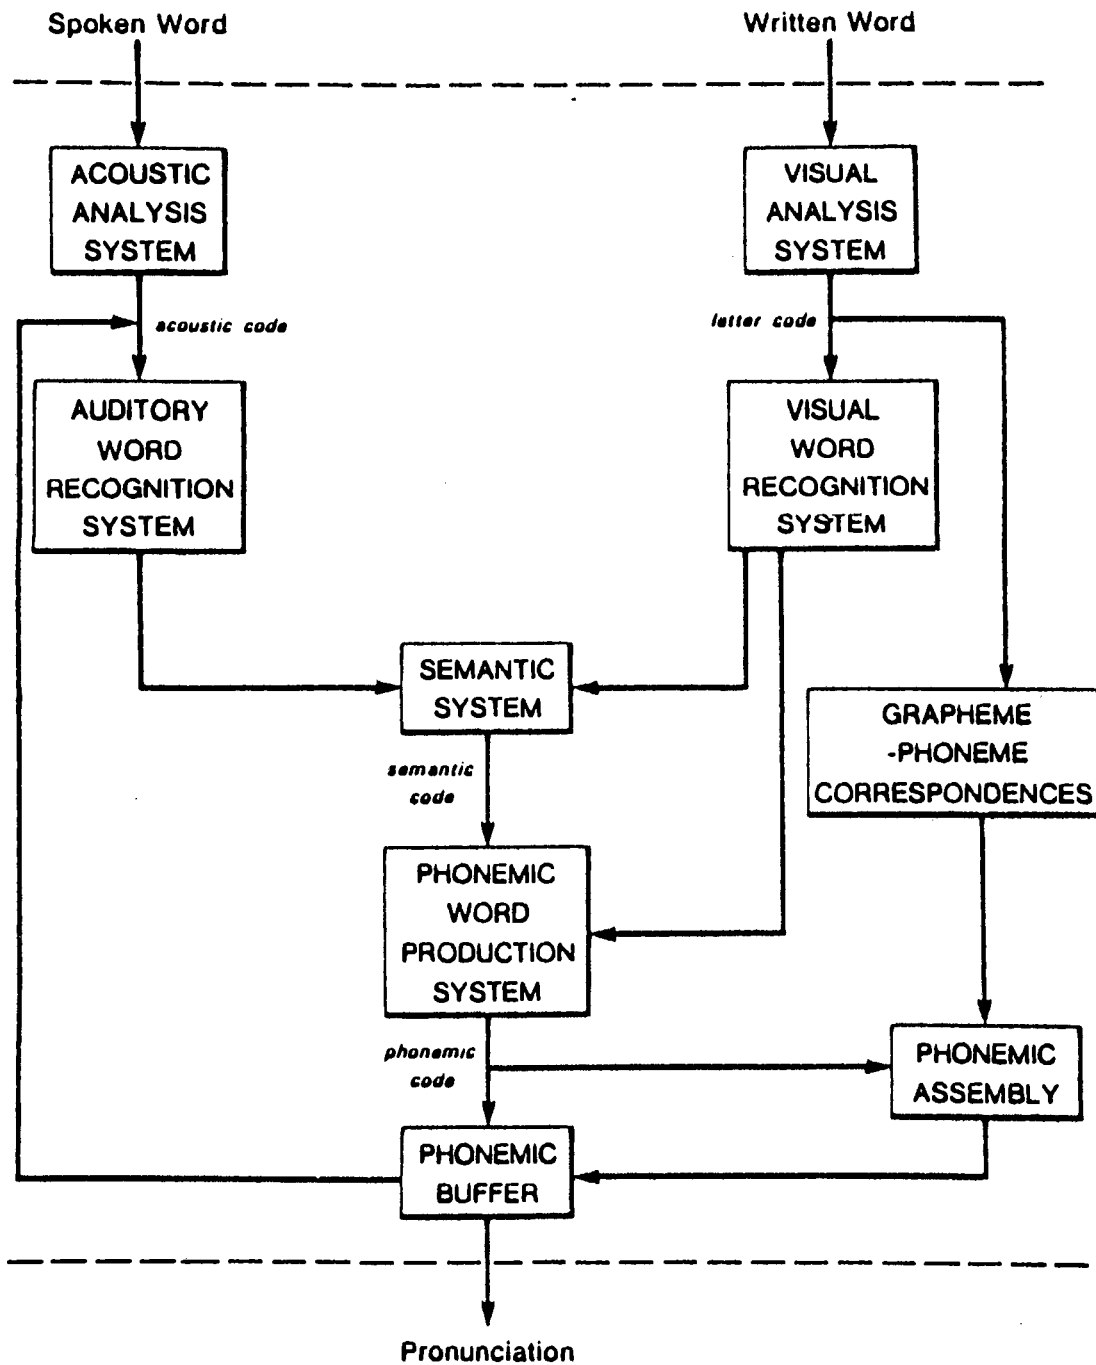 Spoken Word
Written Word
ACOUSTIC
ANALYSIS
SYSTEM
VISUAL
ANALYSIS
SYSTEM
acoustic code
letter code
AUDITORY
WORD
RECOGNITION
SYSTEM
VISUAL
WORD
RECOGNITION
SYSTEM
SEMANTIC
SYSTEM
GRAPHEME
-PHONEME
CORRESPONDENCES
semantic
code
PHONEMIC
WORD
PRODUCTION
SYSTEM
phonemic
code
PHONEMIC
ASSEMBLY
PHONEMIC
BUFFER
Pronunciation